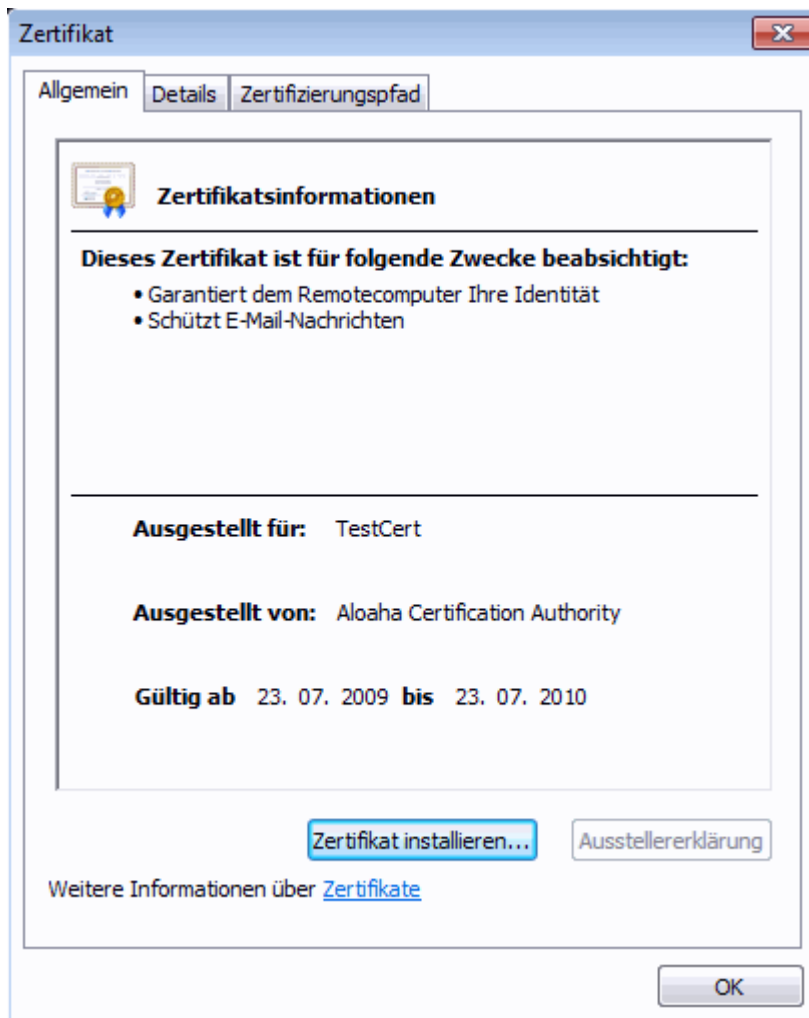 Zertifikat
Allgemein Details Zertifizierungspfad
Zertifikatsinformationen
Dieses Zertifikat ist für folgende Zwecke beabsichtigt:
• Garantiert dem Remotecomputer Ihre Identität
• Schützt E-Mail-Nachrichten
Ausgestellt für: TestCert
Ausgestellt von: Aloaha Certification Authority
Gültig ab 23. 07. 2009 bis 23. 07. 2010
Zertifikat installieren... Ausstellererklärung
Weitere Informationen über Zertifikate
OK